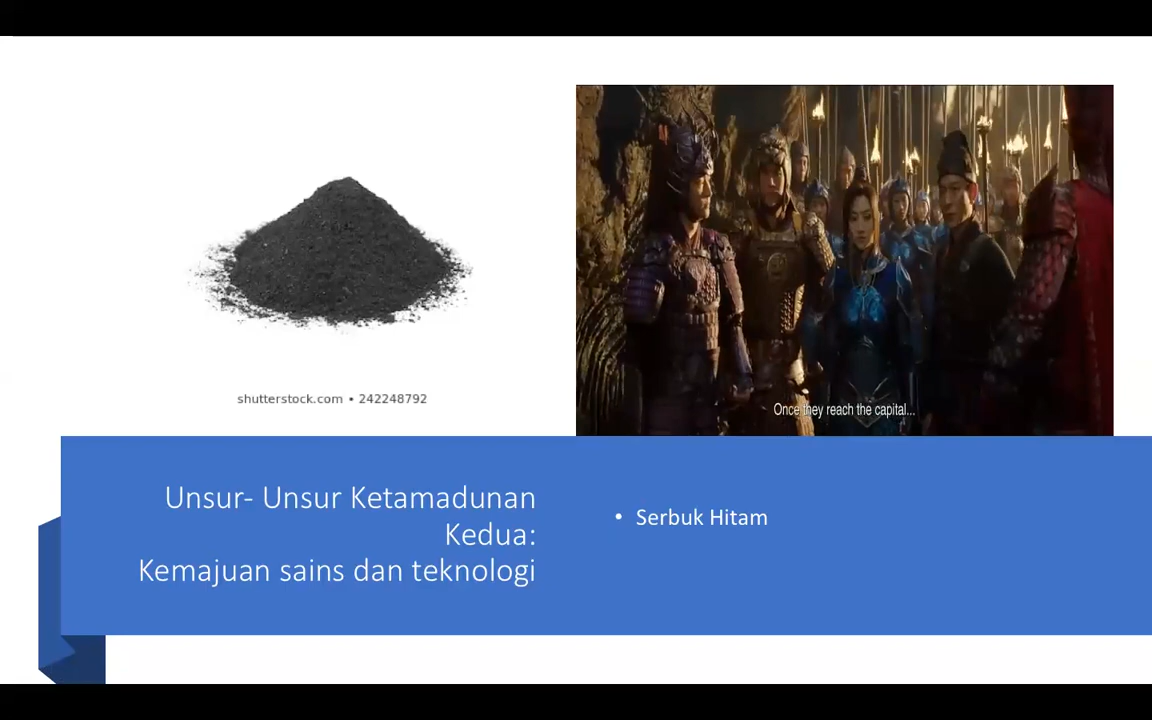 shutterstock.com • 242248792
Once they reach the capital...
Unsur- Unsur Ketamadunan
Kedua:
Kemajuan sains dan teknologi
• Serbuk Hitam